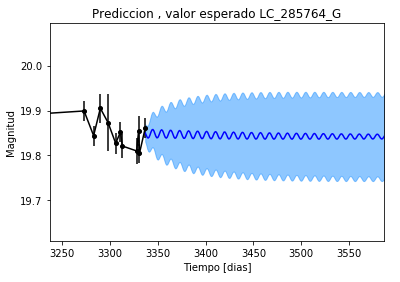 Prediccion , valor esperado LC_285764_G
Magnitud
20.0
19.9
19.8
19.7
3250 3300 3350 3400 3450 3500 3550
Tiempo [dias]